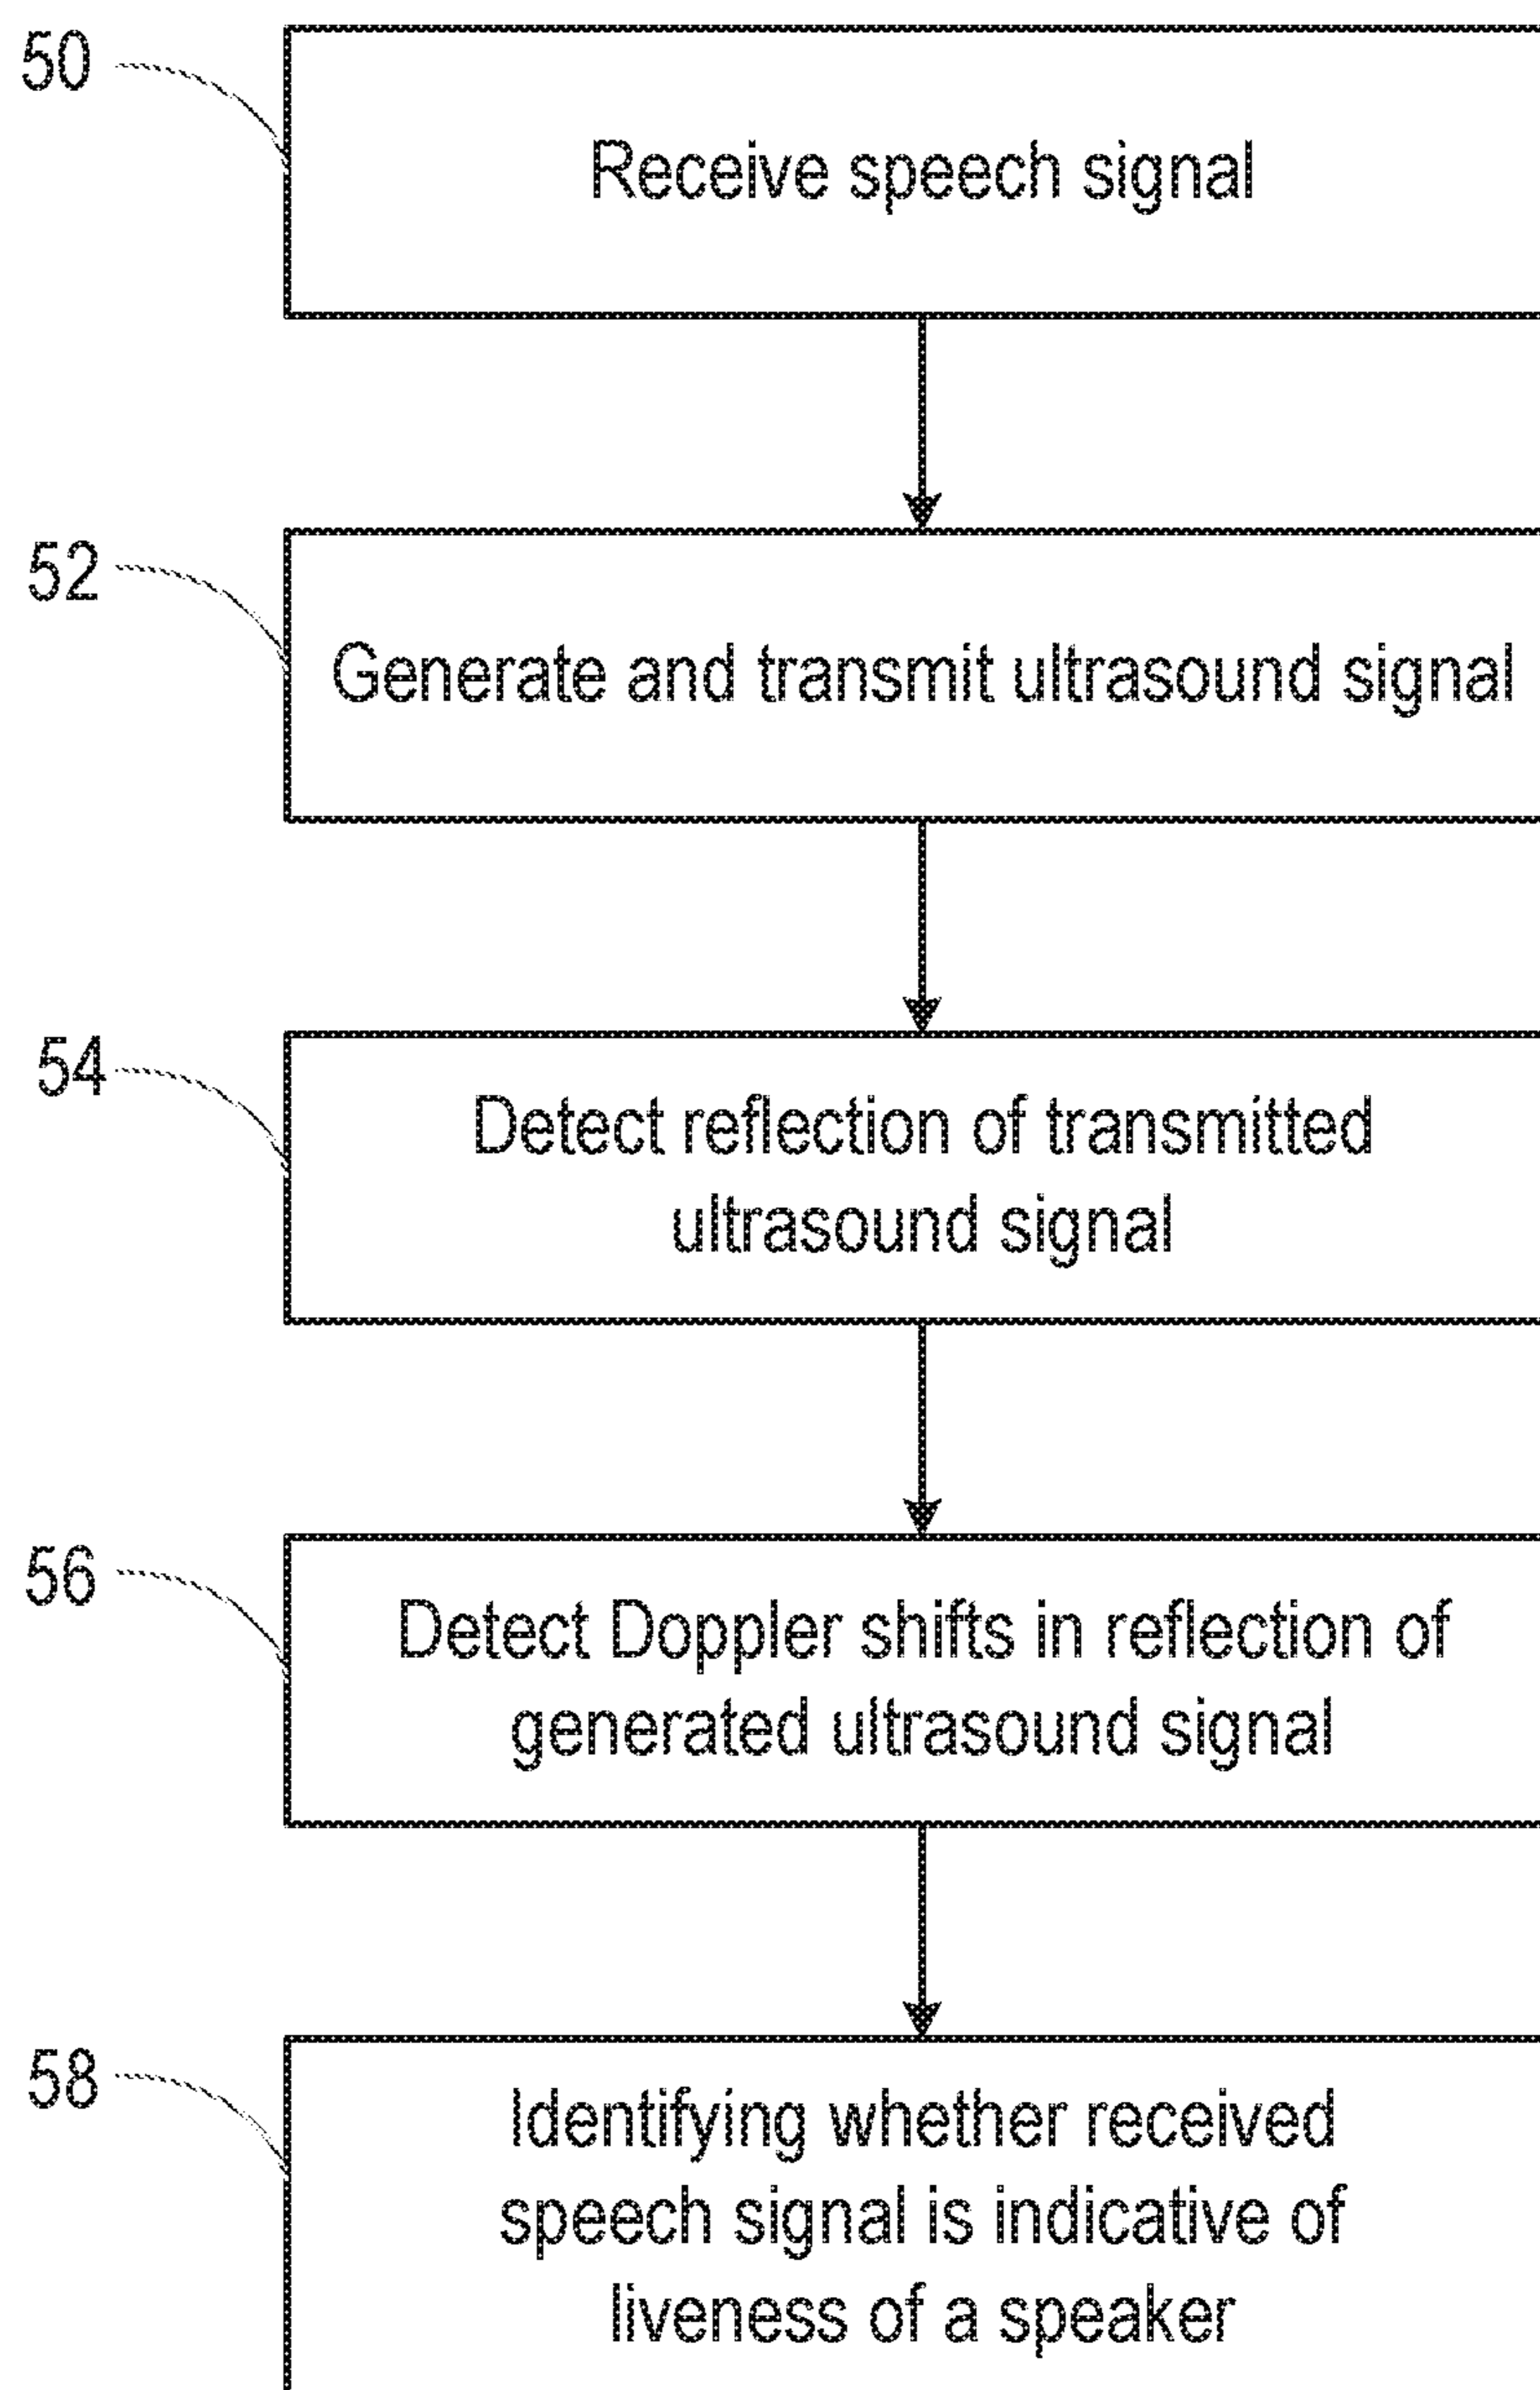 50
Receive speech signal
52
Generate and transmit ultrasound signal
54
Detect reflection of transmitted
ultrasound signal
56
Detect Doppler shifts in reflection of
generated ultrasound signal
58
Identifying whether received
speech signal is indicative of
liveness of a speaker